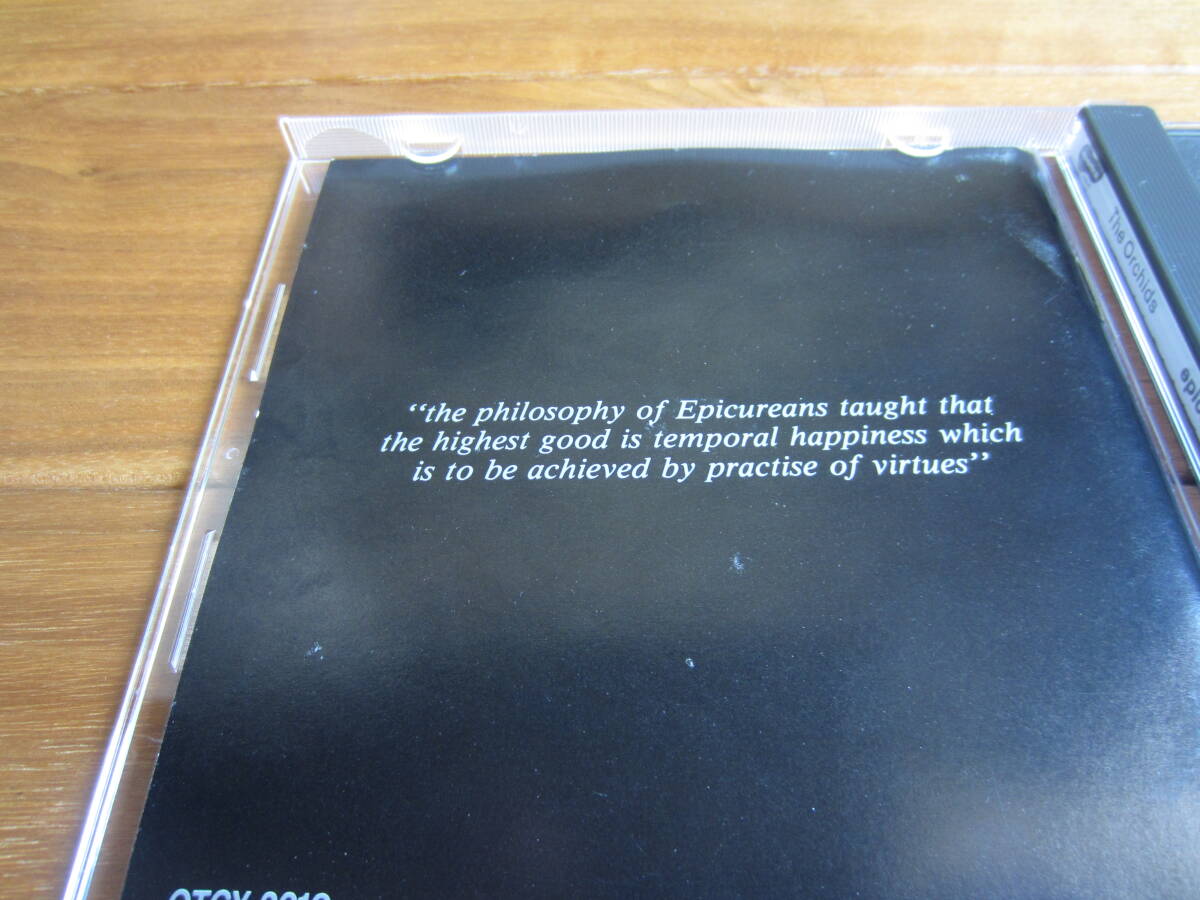 “the philosophy of Epicureans taught that
the highest good is temporal happiness which
is to be achieved by practise of virtues”
The Orchids